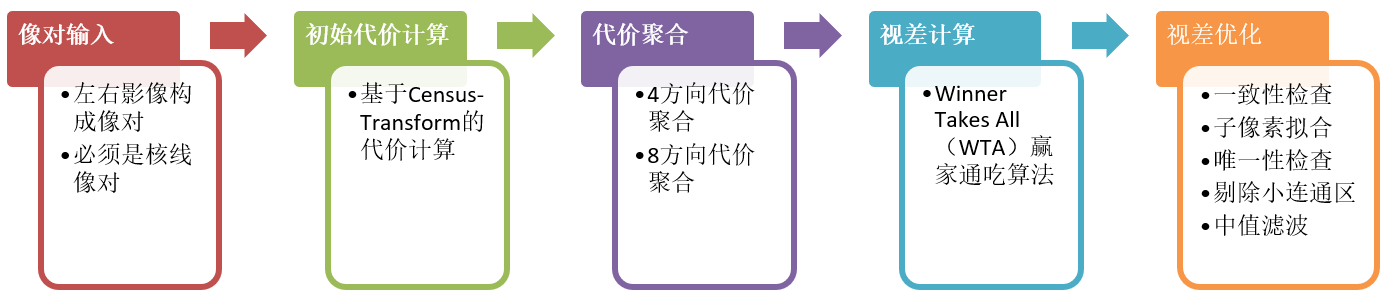 像对输入
•左右影像构
成像对
•必须是核线
像对
初始代价计算
•基于Census-
Transform的
代价计算
代价聚合
•4方向代价
聚合
•8方向代价
聚合
视差计算
•Winner
Takes All
（WTA）赢
家通吃算法
视差优化
•一致性检查
•子像素拟合
•唯一性检查
•剔除小连通区
•中值滤波